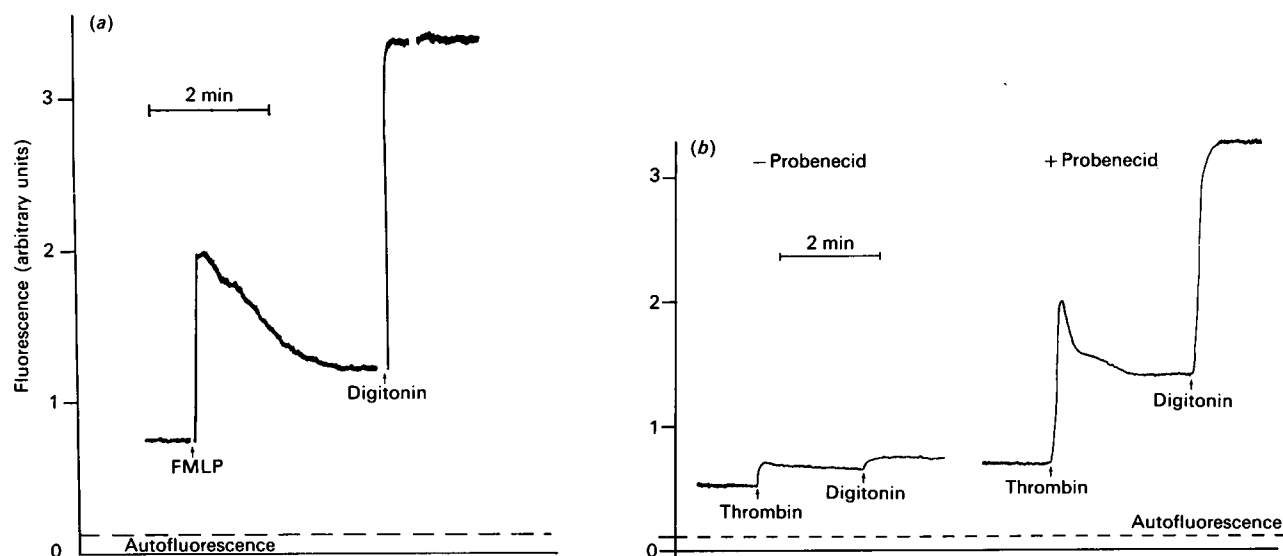 (a)
2 min
3
2
1
0
Fluorescence (arbitrary units)
FMLP
Digitonin
Autofluorescence
(b)
– Probenecid
+ Probenecid
2 min
3
2
1
0
Thrombin
Digitonin
Thrombin
Digitonin
Autofluorescence